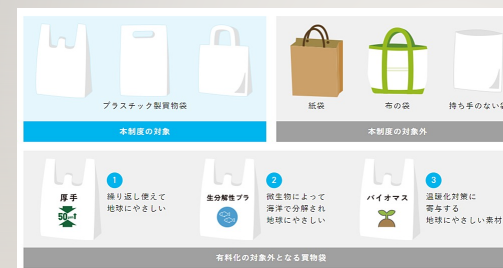 プラスチック製買物袋
紙袋
布の袋
持ち手のない
本制度の対象
本制度の対象外
厚手
50
1
繰り返し使えて
地球にやさしい
生分解性プラ
2
微生物によって
海洋で分解され
地球にやさしい
バイオマス
3
温暖化対策に
寄与する
地球にやさしい素材
有料化の対象外となる買物袋